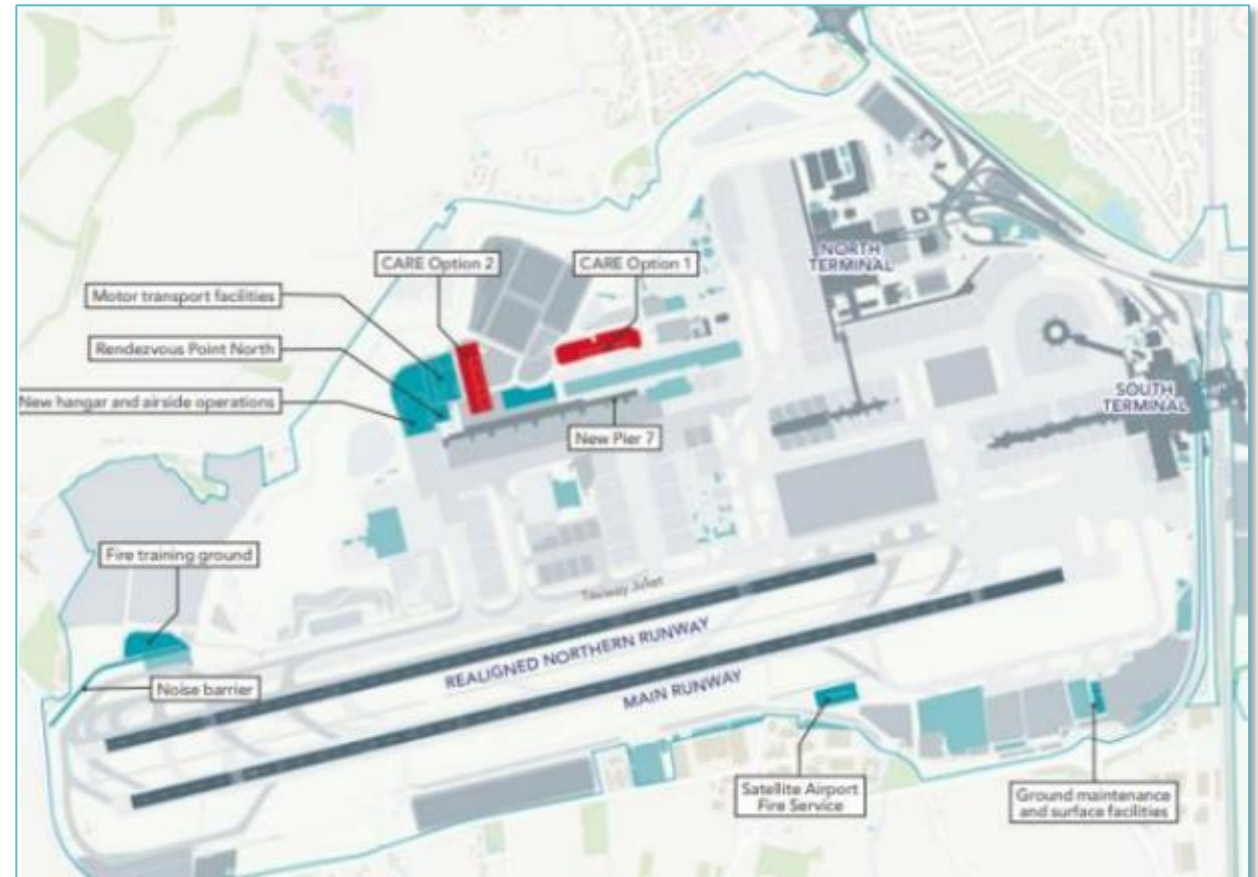 NORTH
TERMINAL
CARE Option 2
CARE Option 1
Motor transport facilities
Rendezvous Point North
New hangar and airside operations
SOUTH
TERMINAL
New Pier 7
Fire training ground
Taxiway Juliet
REALIGNED NORTHERN RUNWAY
Noise barrier
MAIN RUNWAY
Satellite Airport
Fire Service
Ground maintenance
and surface facilities